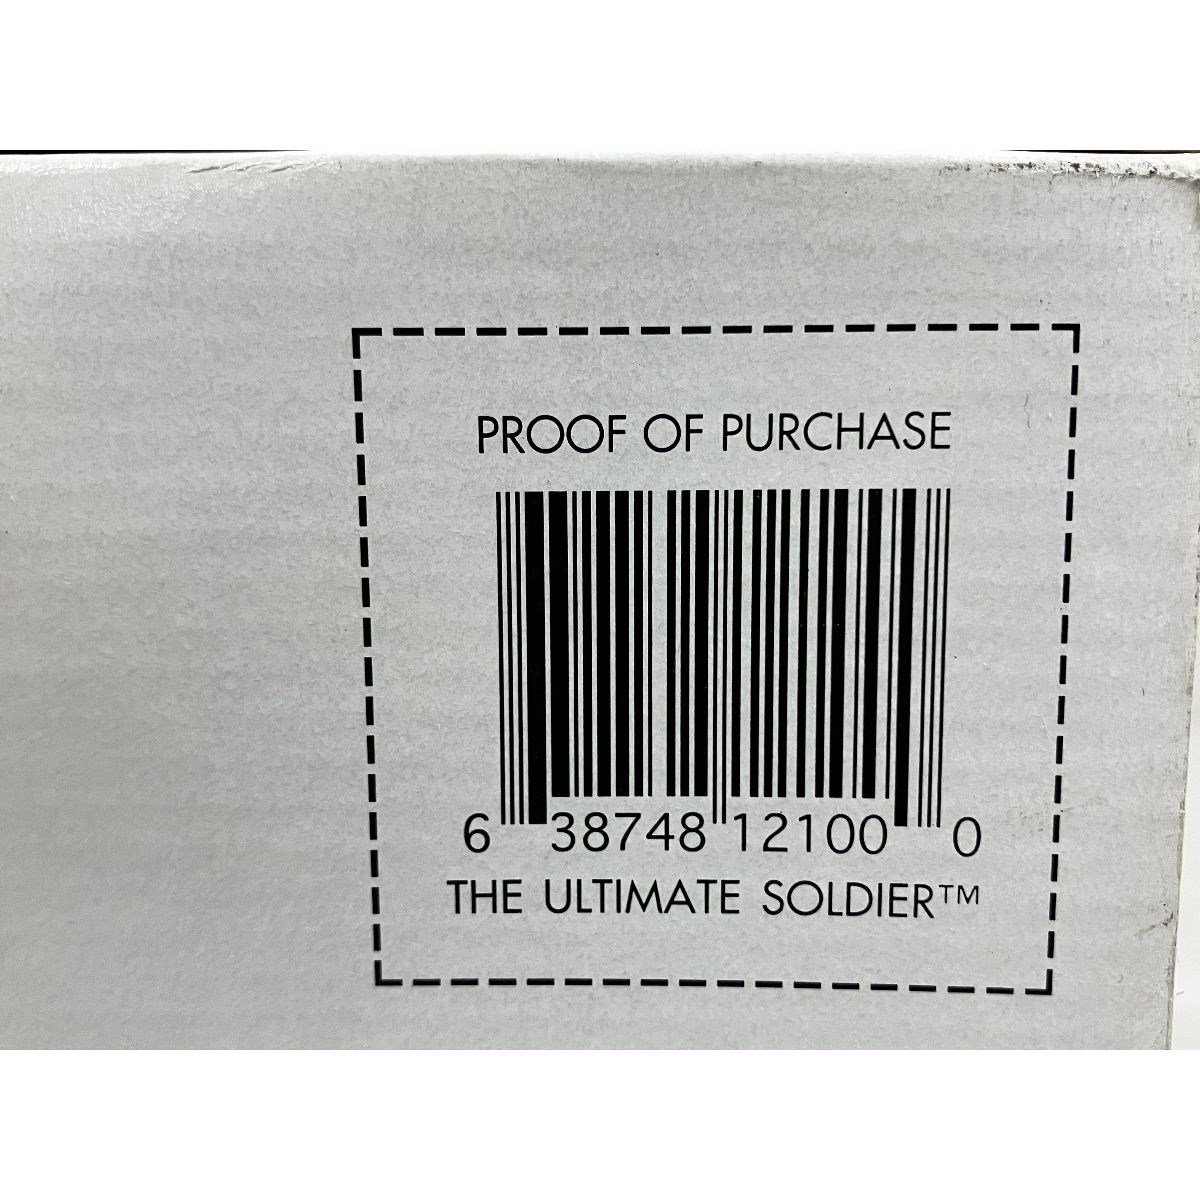 PROOF OF PURCHASE
6 38748 12100 0
THE ULTIMATE SOLDIER™